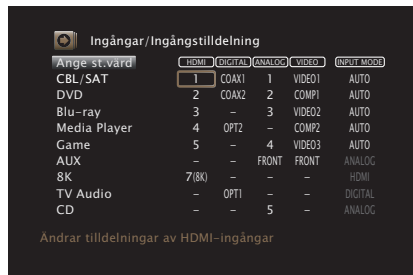 Ingångar/Ingångstilldelning
Ange st.värd HDMI DIGITAL ANALOG VIDEO INPUT MODE
CBL/SAT 1 COAX1 1 VIDEO1 AUTO
DVD 2 COAX2 2 COMP1 AUTO
Blu-ray 3 – 3 VIDEO2 AUTO
Media Player 4 OPT2 – COMP2 AUTO
Game 5 – 4 VIDEO3 AUTO
AUX – – FRONT FRONT ANALOG
8K 7(8K) – – – HDMI
TV Audio – OPT1 – – DIGITAL
CD – – 5 – ANALOG
Ändrar tilldelningar av HDMI-ingångar